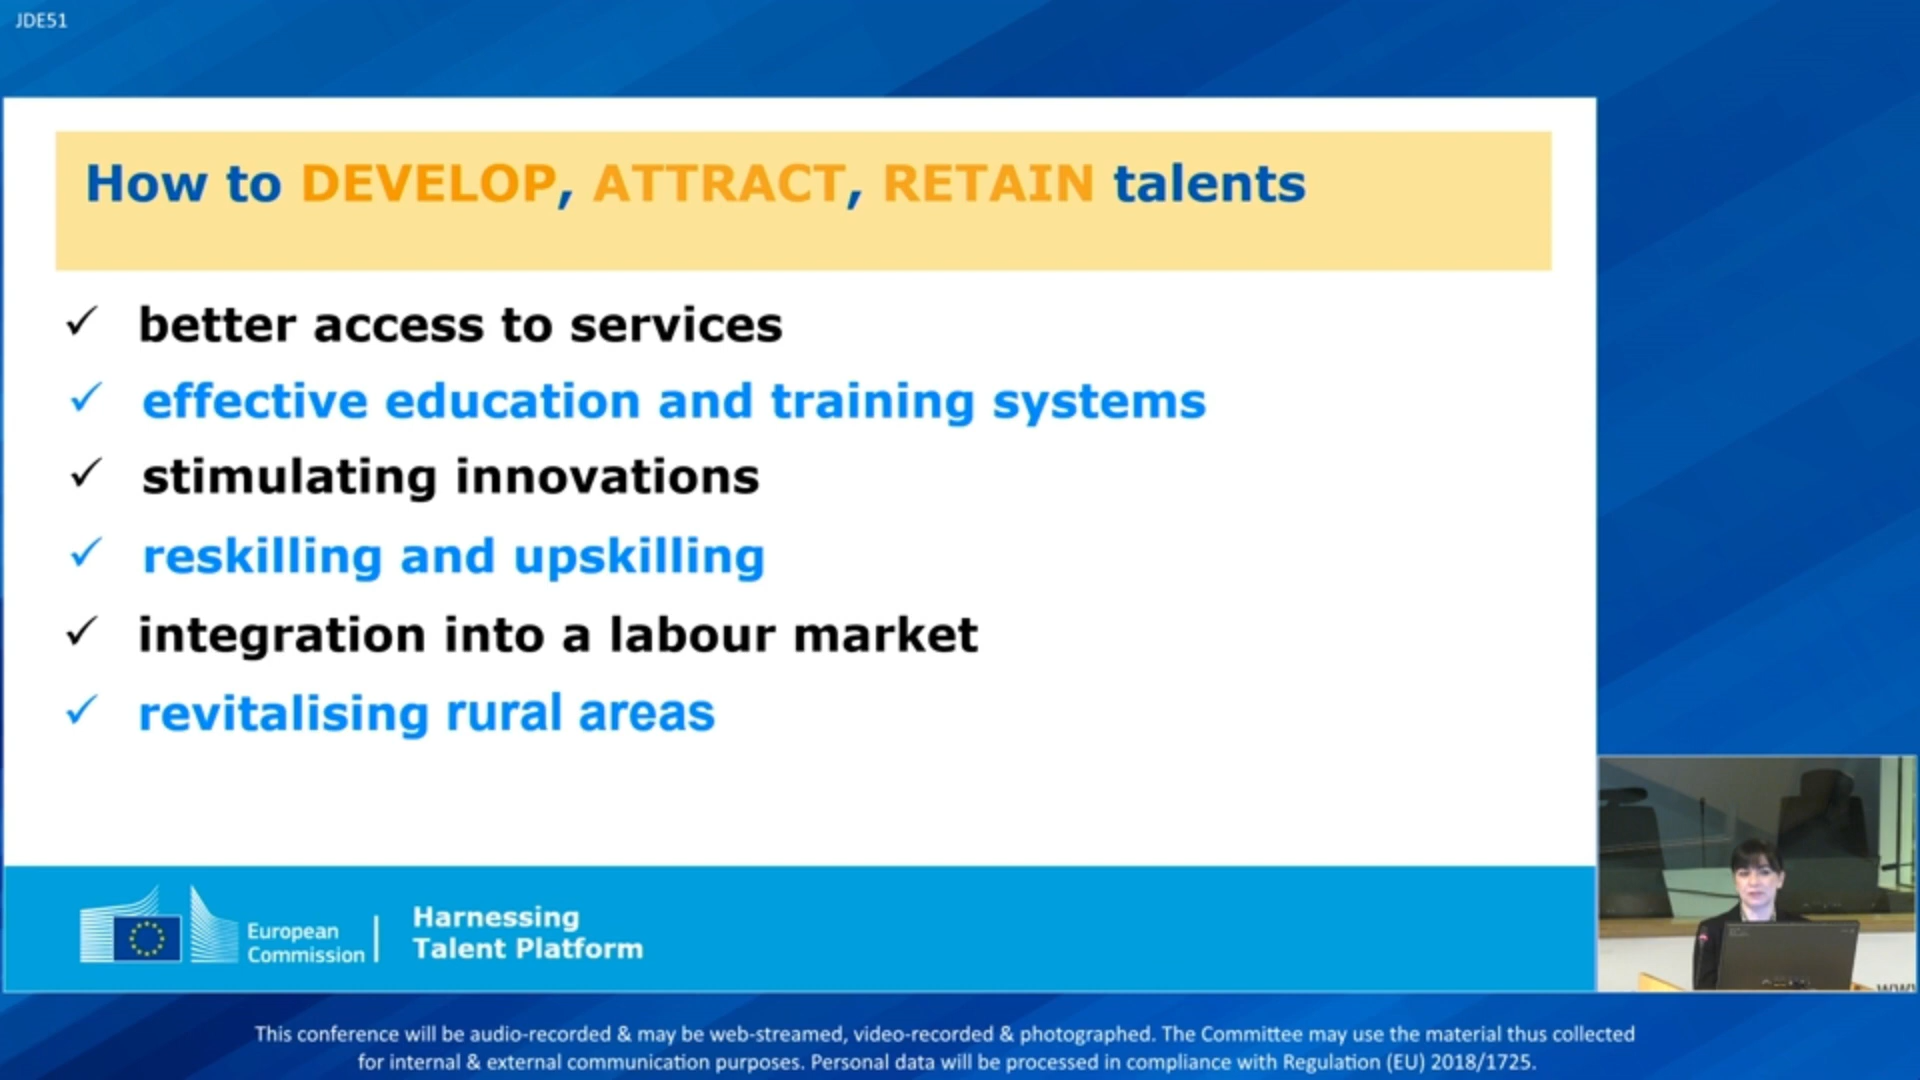 JDE51
How to DEVELOP, ATTRACT, RETAIN talents
✓ better access to services
✓ effective education and training systems
✓ stimulating innovations
✓ reskilling and upskilling
✓ integration into a labour market
✓ revitalising rural areas
European
Commission
Harnessing
Talent Platform
This conference will be audio-recorded & may be web-streamed, video-recorded & photographed. The Committee may use the material thus collected
for internal & external communication purposes. Personal data will be processed in compliance with Regulation (EU) 2018/1725.